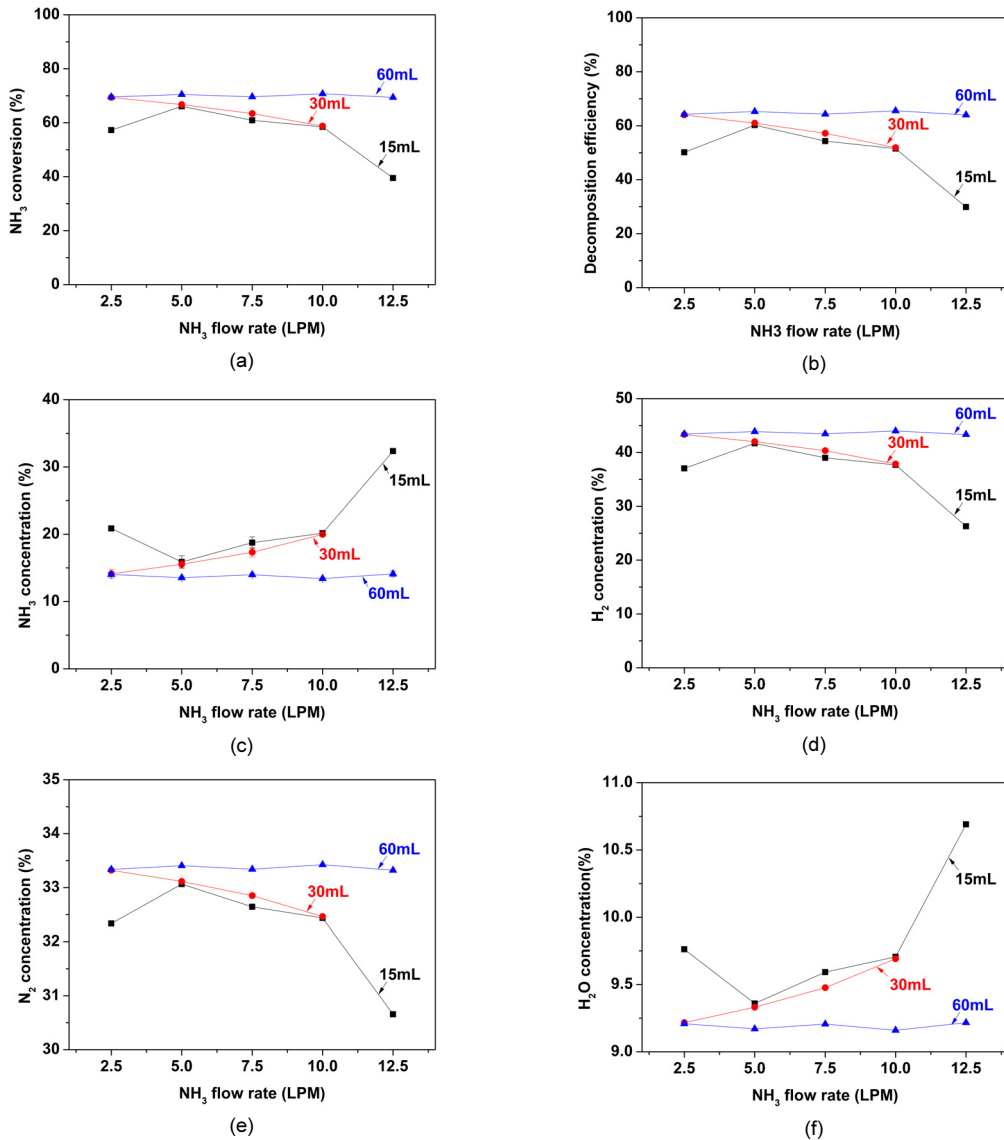 NH₃ conversion (%)
100
80
60
40
20
0
60mL
30mL
15mL
2.5 5.0 7.5 10.0 12.5
NH₃ flow rate (LPM)
(a)
Decomposition efficiency (%)
100
80
60
40
20
0
60mL
30mL
15mL
2.5 5.0 7.5 10.0 12.5
NH3 flow rate (LPM)
(b)
NH₃ concentration (%)
40
30
20
10
0
15mL
30mL
60mL
2.5 5.0 7.5 10.0 12.5
NH₃ flow rate (LPM)
(c)
H₂ concentration (%)
50
40
30
20
10
0
60mL
30mL
15mL
2.5 5.0 7.5 10.0 12.5
NH₃ flow rate (LPM)
(d)
N₂ concentration (%)
35
34
33
32
31
30
60mL
30mL
15mL
2.5 5.0 7.5 10.0 12.5
NH₃ flow rate (LPM)
(e)
H₂O concentration(%)
11.0
10.5
10.0
9.5
9.0
15mL
30mL
60mL
2.5 5.0 7.5 10.0 12.5
NH₃ flow rate (LPM)
(f)